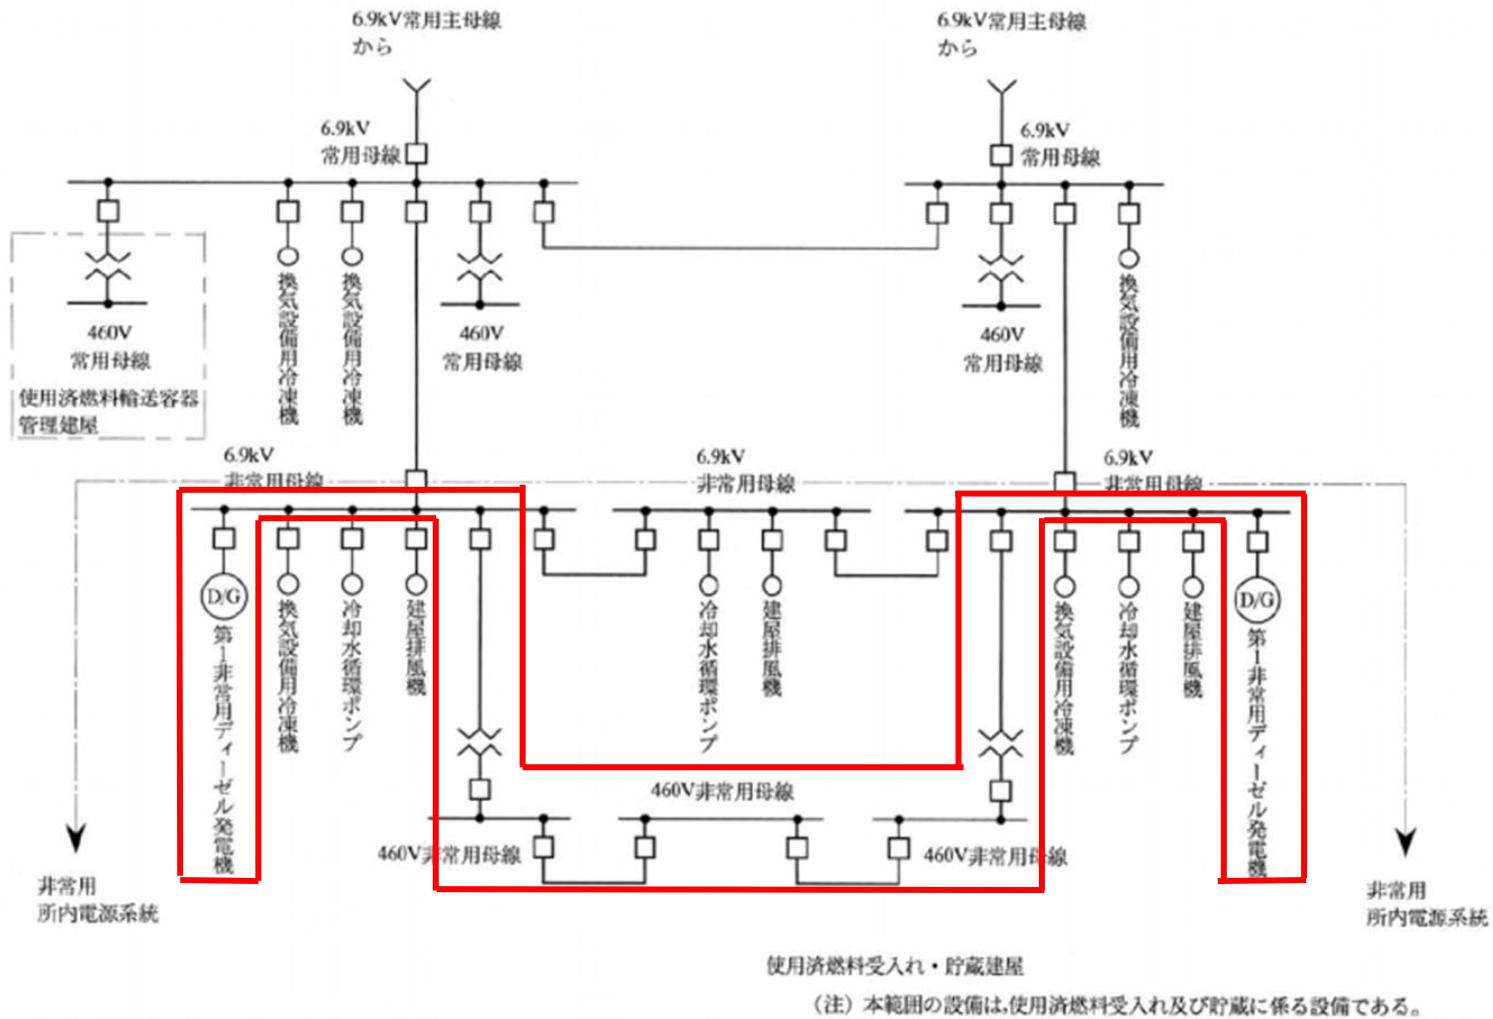 6.9kV常用主母線
から
6.9kV常用主母線
から
6.9kV
常用母線
6.9kV
常用母線
460V
常用母線
使用済燃料輸送容器
管理建屋
換気設備用冷凍機
換気設備用冷凍機
460V
常用母線
460V
常用母線
換気設備用冷凍機
6.9kV
非常用母線
6.9kV
非常用母線
6.9kV
非常用母線
D/G
第1非常用ディーゼル発電機
換気設備用冷凍機
冷却水循環ポンプ
建屋排風機
冷却水循環ポンプ
建屋排風機
換気設備用冷凍機
冷却水循環ポンプ
建屋排風機
D/G
第1非常用ディーゼル発電機
460V非常用母線
460V非常用母線
460V非常用母線
非常用
所内電源系統
非常用
所内電源系統
使用済燃料受入れ・貯蔵建屋
（注）本範囲の設備は,使用済燃料受入れ及び貯蔵に係る設備である。